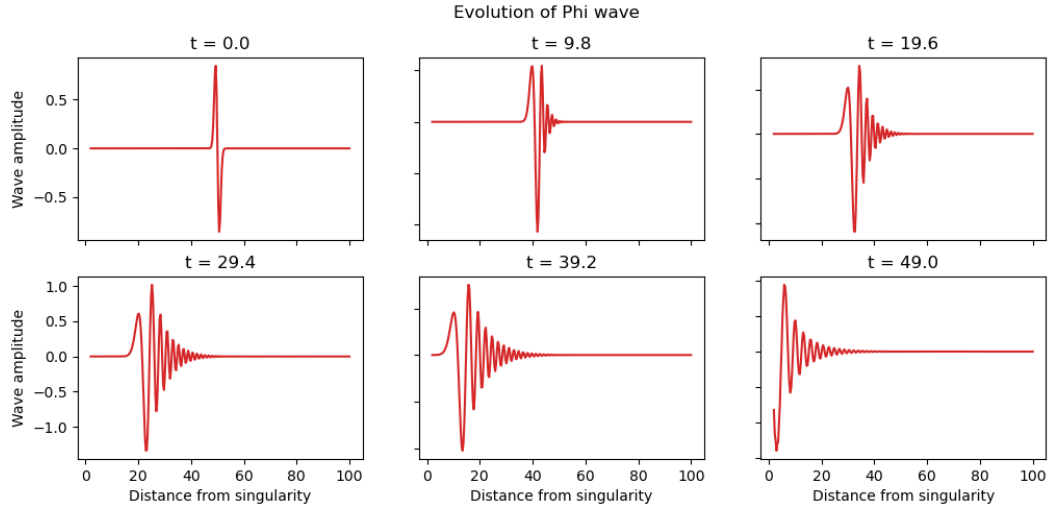 Evolution of Phi wave
t = 0.0
t = 9.8
t = 19.6
Wave amplitude
0.5
0.0
−0.5
t = 29.4
t = 39.2
t = 49.0
Wave amplitude
1.0
0.5
0.0
−0.5
−1.0
0 20 40 60 80 100
0 20 40 60 80 100
0 20 40 60 80 100
Distance from singularity
Distance from singularity
Distance from singularity